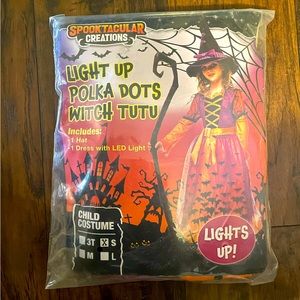 SPOOKTACULAR
CREATIONS
LIGHT UP
POLKA DOTS
WITCH TUTU
Includes:
1 Hat
1 Dress with LED Light
CHILD
COSTUME
3T X S
M L
LIGHTS
UP!